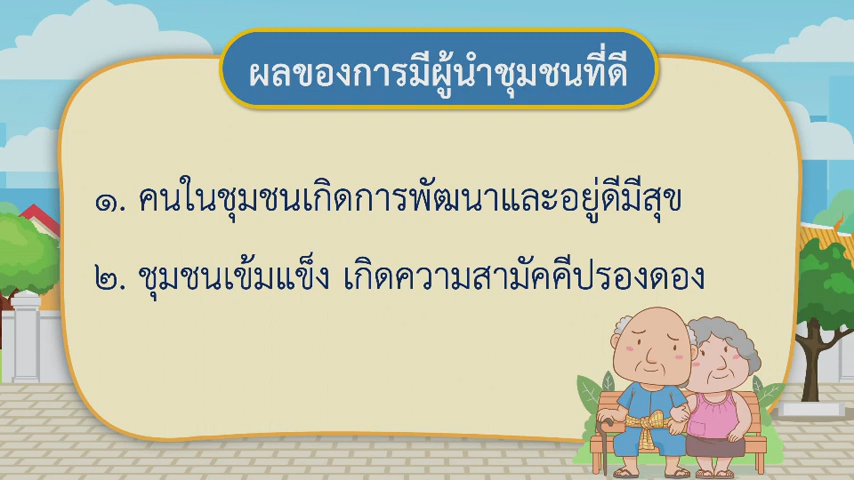 ผลของการมีผู้นำชุมชนที่ดี
๑. คนในชุมชนเกิดการพัฒนาและอยู่ดีมีสุข
๒. ชุมชนเข้มแข็ง เกิดความสามัคคีปรองดอง